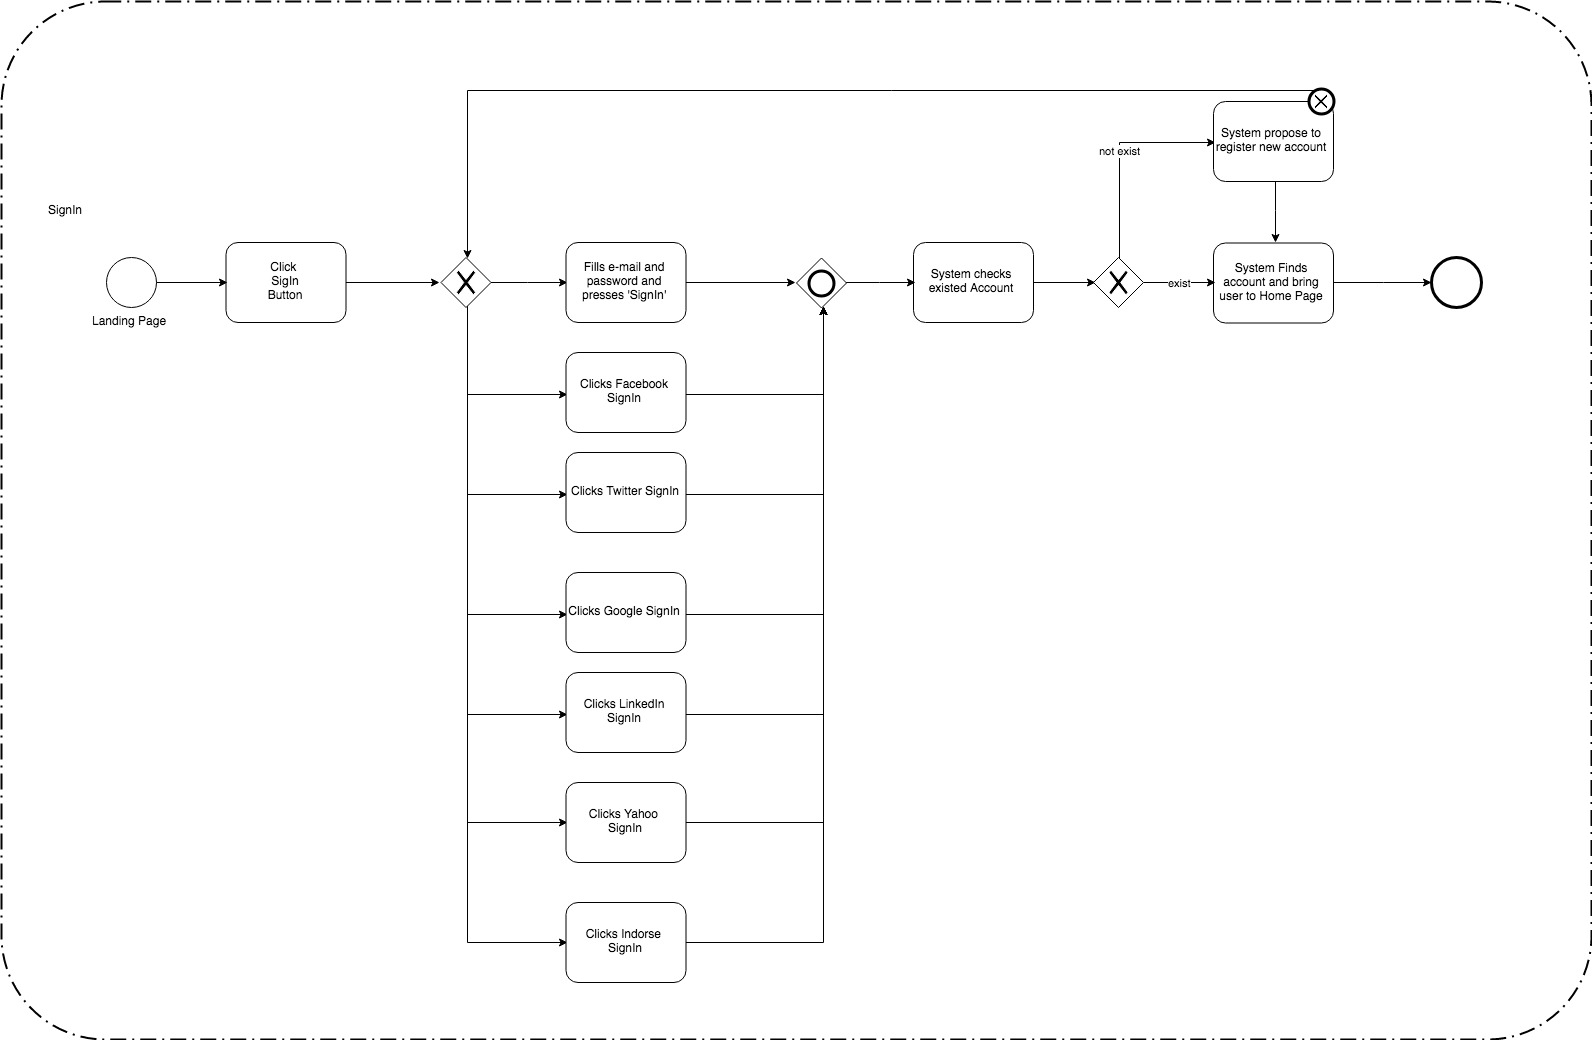 System propose to
register new account
not exist
SignIn
Landing Page
Click
SigIn
Button
Fills e-mail and
password and
presses 'SignIn'
System checks
existed Account
exist
System Finds
account and bring
user to Home Page
Clicks Facebook
SignIn
Clicks Twitter SignIn
Clicks Google SignIn
Clicks LinkedIn
SignIn
Clicks Yahoo
SignIn
Clicks Indorse
SignIn